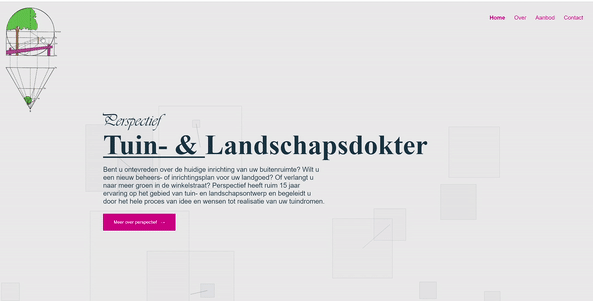 Home Over Aanbod Contact
Perspectief
Tuin- & Landschapsdokter
Bent u ontevreden over de huidige inrichting van uw buitenruimte? Wilt u
een nieuw beheers- of inrichtingsplan voor uw landgoed? Of verlangt u
naar meer groen in de winkelstraat? Perspectief heeft ruim 15 jaar
ervaring op het gebied van tuin- en landschapsontwerp en begeleidt u
door het hele proces van idee en wensen tot realisatie van uw tuindromen.
Meer over perspectief →